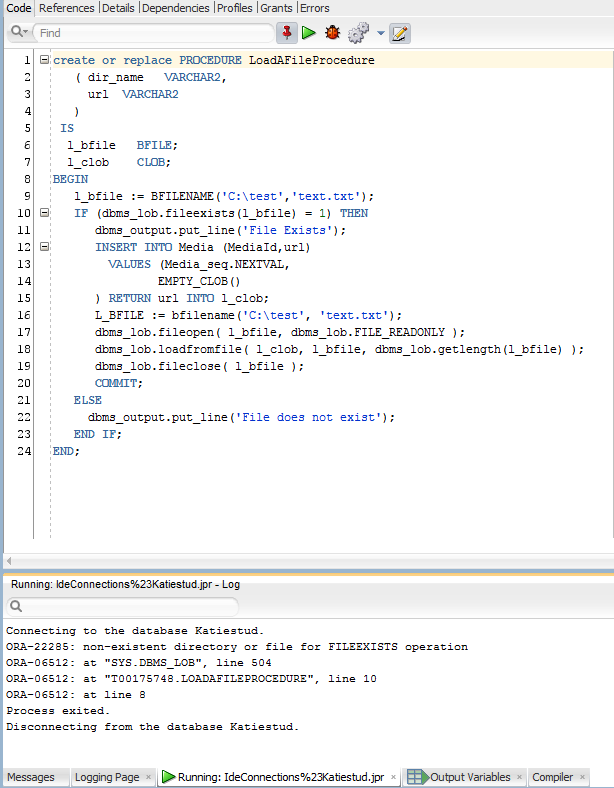 Code References Details Dependencies Profiles Grants Errors
Find
1 create or replace PROCEDURE LoadAFileProcedure
2 ( dir_name VARCHAR2,
3 url VARCHAR2
4 )
5 IS
6 l_bfile BFILE;
7 l_clob CLOB;
8 BEGIN
9 l_bfile := BFILENAME('C:\test','text.txt');
10 IF (dbms_lob.fileexists(l_bfile) = 1) THEN
11 dbms_output.put_line('File Exists');
12 INSERT INTO Media (MediaId,url)
13 VALUES (Media_seq.NEXTVAL,
14 EMPTY_CLOB()
15 ) RETURN url INTO l_clob;
16 L_BFILE := bfilename('C:\test', 'text.txt');
17 dbms_lob.fileopen( l_bfile, dbms_lob.FILE_READONLY );
18 dbms_lob.loadfromfile( l_clob, l_bfile, dbms_lob.getlength(l_bfile) );
19 dbms_lob.fileclose( l_bfile );
20 COMMIT;
21 ELSE
22 dbms_output.put_line('File does not exist');
23 END IF;
24 END;
Running: IdeConnections%23Katiestud.jpr - Log
Connecting to the database Katiestud.
ORA-22285: non-existent directory or file for FILEEXISTS operation
ORA-06512: at "SYS.DBMS_LOB", line 504
ORA-06512: at "T00175748.LOADAFILEPROCEDURE", line 10
ORA-06512: at line 8
Process exited.
Disconnecting from the database Katiestud.
Messages Logging Page × Running: IdeConnections%23Katiestud.jpr × Output Variables × Compiler ×